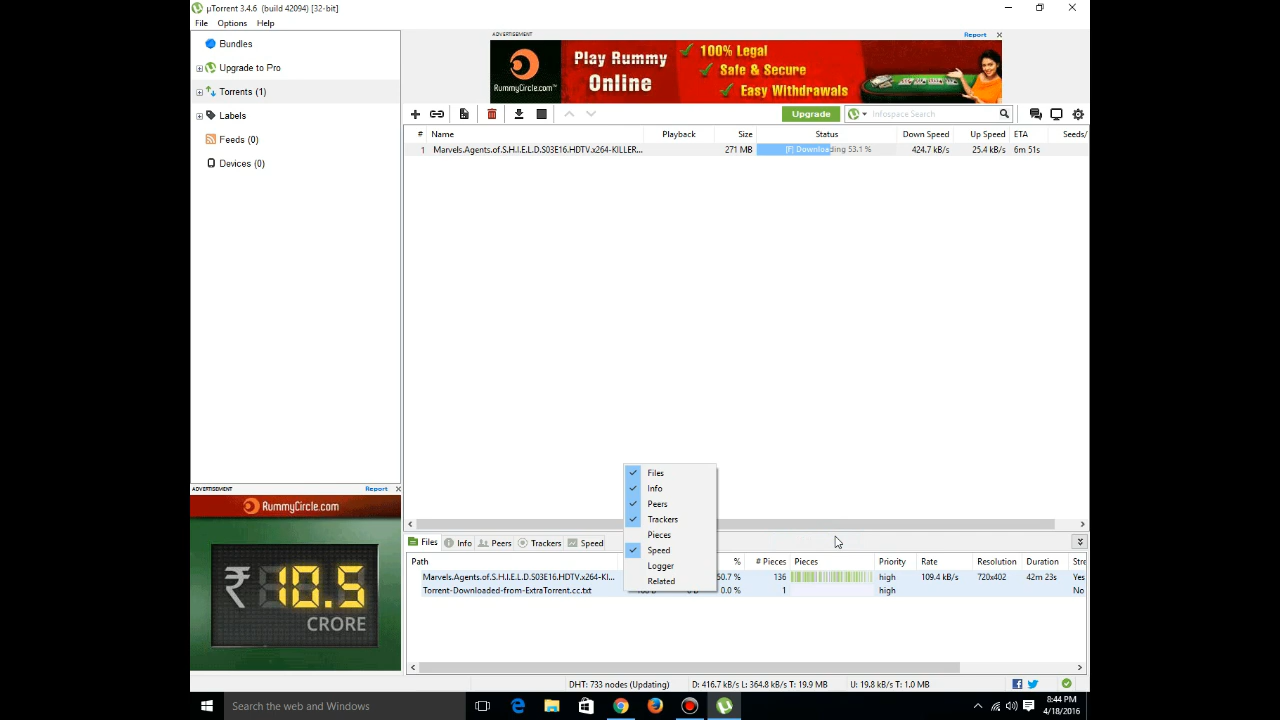 µTorrent 3.4.6 (build 42094) [32-bit]
File Options Help
Bundles
Upgrade to Pro
Torrents (1)
Labels
Feeds (0)
Devices (0)
ADVERTISEMENT
Report
RummyCircle.com™
Play Rummy
Online
100% Legal
Safe & Secure
Easy Withdrawals
Upgrade
Infospace Search
# Name Playback Size Status Down Speed Up Speed ETA Seeds/
1 Marvels.Agents.of.S.H.I.E.L.D.S03E16.HDTV.x264-KILLER... 271 MB [F] Downloading 53.1 % 424.7 kB/s 25.4 kB/s 6m 51s
Files
Info
Peers
Trackers
Pieces
Speed
Logger
Related
Files Info Peers Trackers Speed
Path % # Pieces Pieces Priority Rate Resolution Duration Stre
Marvels.Agents.of.S.H.I.E.L.D.S03E16.HDTV.x264-KI... 50.7 % 136 high 109.4 kB/s 720x402 42m 23s Yes
Torrent-Downloaded-from-ExtraTorrent.cc.txt 0.0 % 1 high No
ADVERTISEMENT
Report
RummyCircle.com
₹ 10.5
CRORE
DHT: 733 nodes (Updating) D: 416.7 kB/s L: 364.8 kB/s T: 19.9 MB U: 19.8 kB/s T: 1.0 MB
Search the web and Windows
8:44 PM
4/18/2016